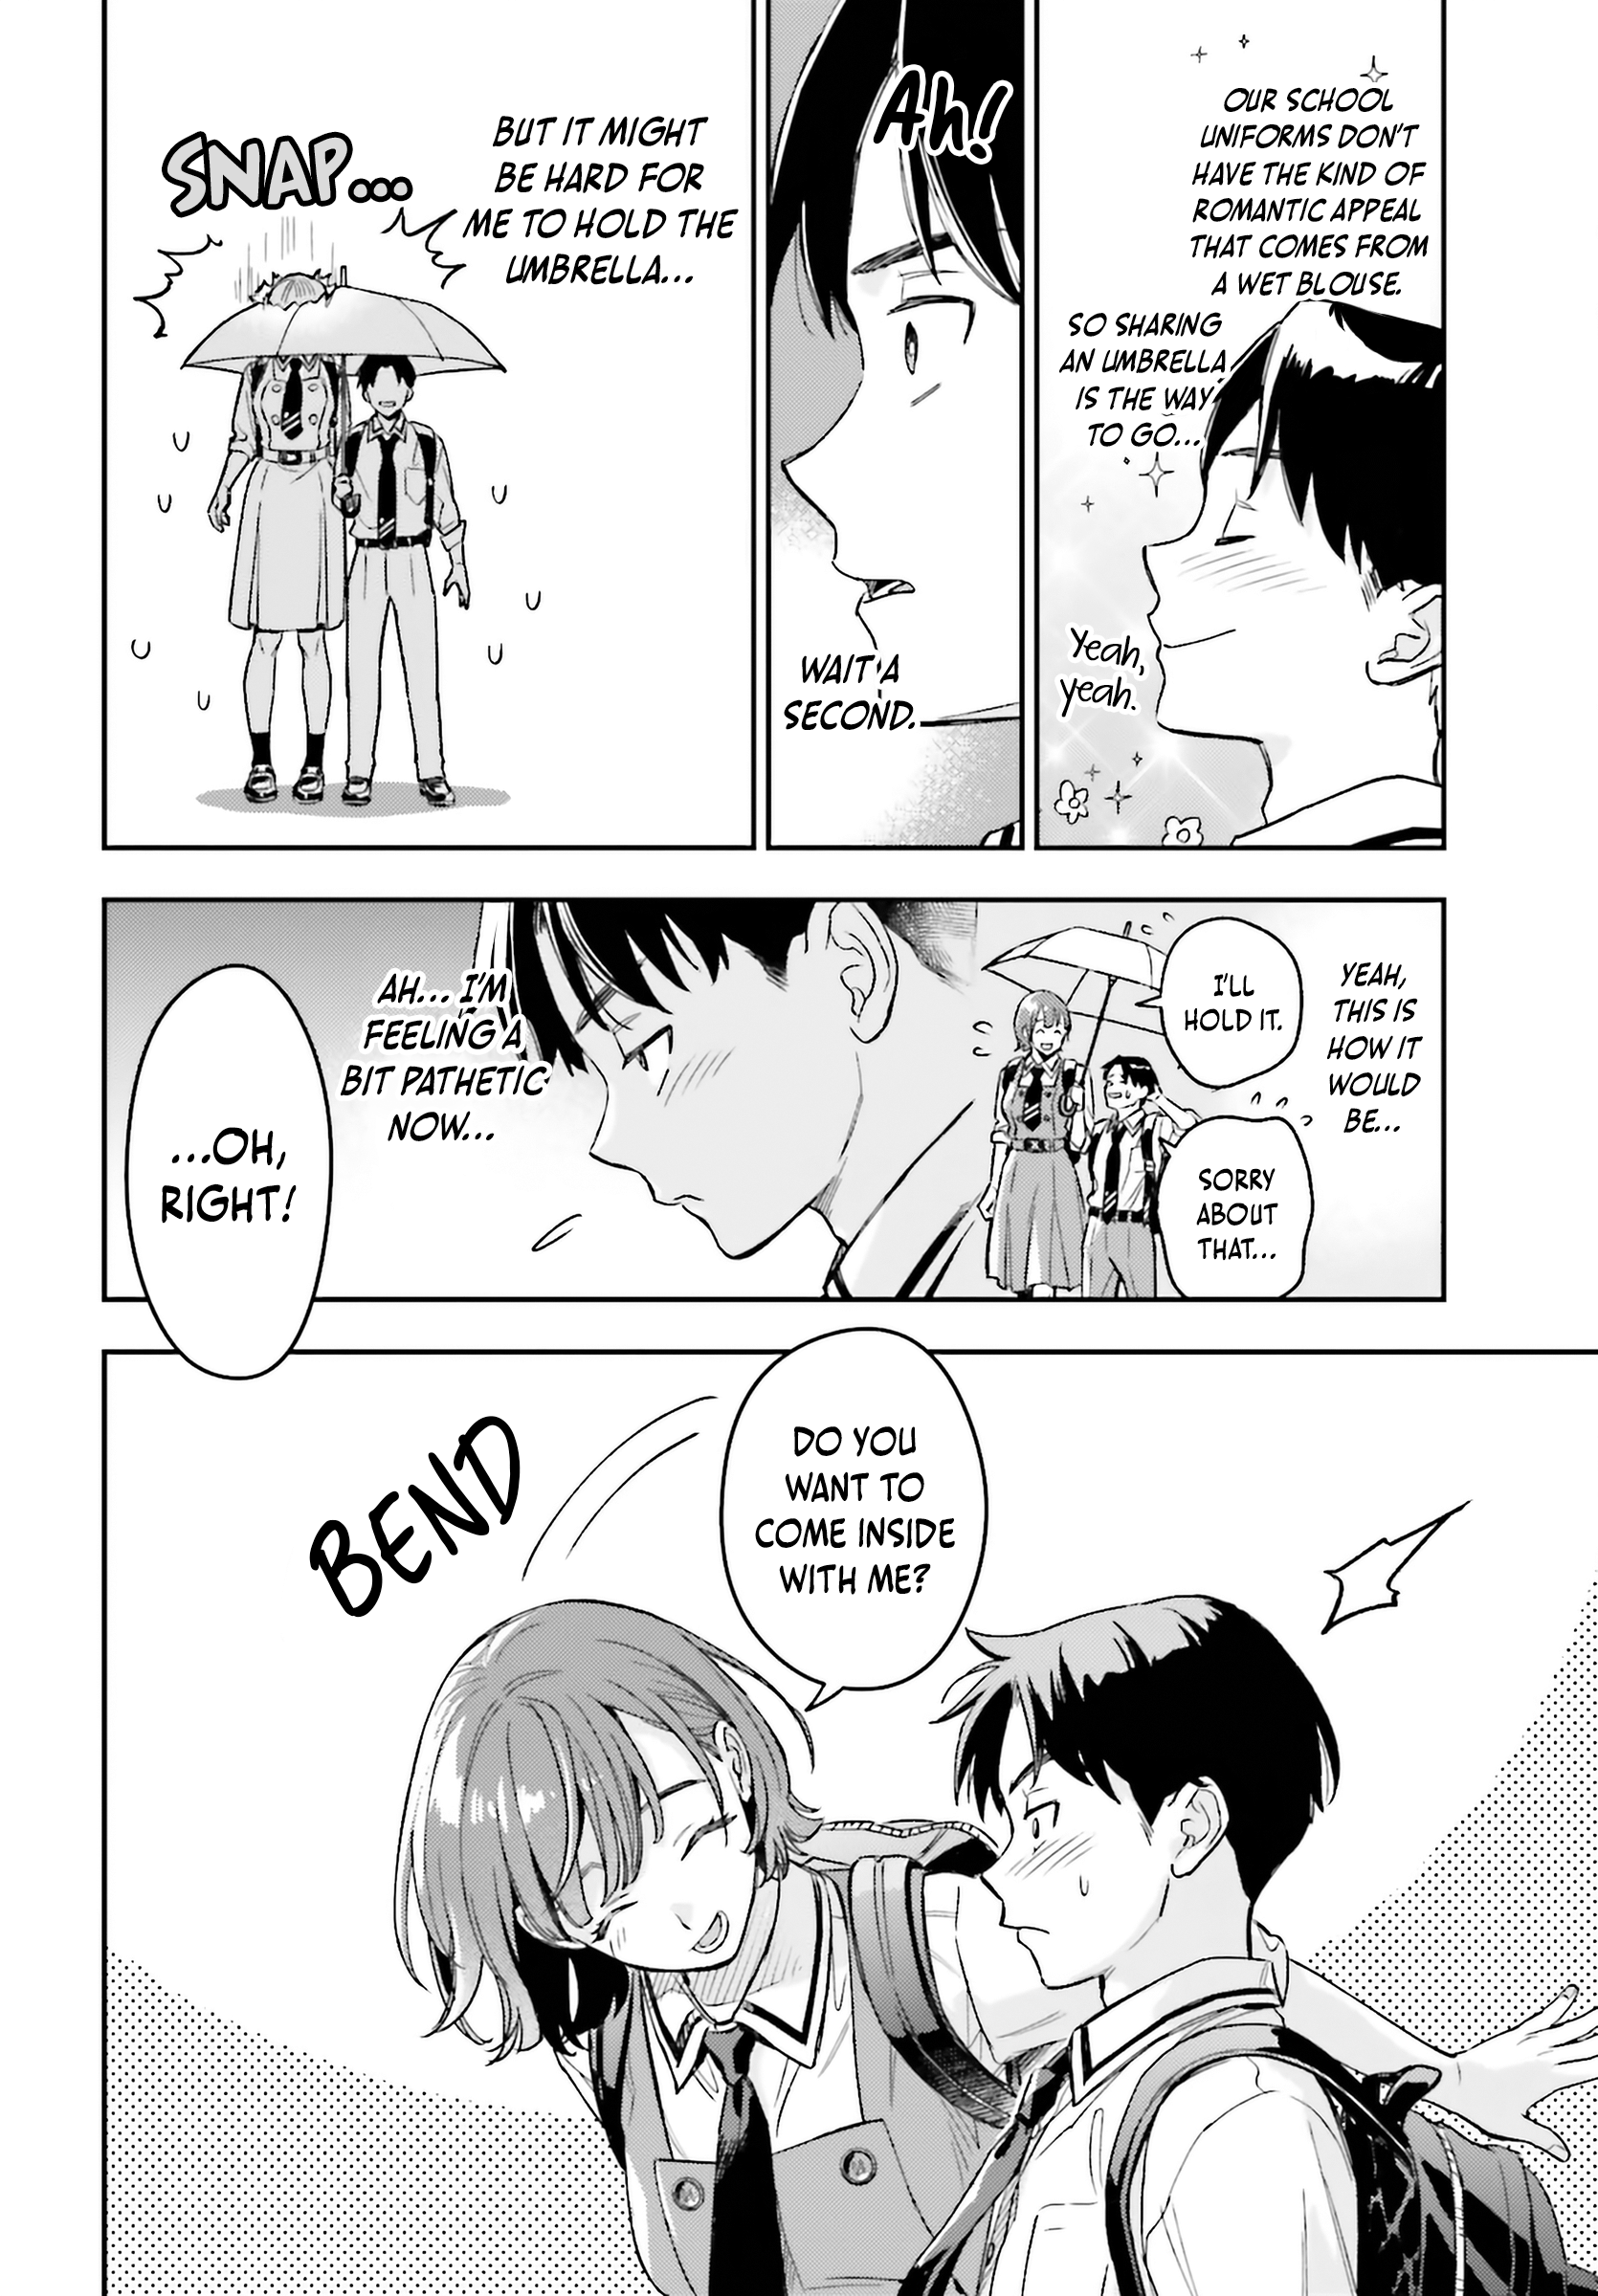 OUR SCHOOL
UNIFORMS DON'T
HAVE THE KIND OF
ROMANTIC APPEAL
THAT COMES FROM
A WET BLOUSE.
SO SHARING
AN UMBRELLA
IS THE WAY
TO GO...
Yeah,
yeah.
Ah!
WAIT A
SECOND.
BUT IT MIGHT
BE HARD FOR
ME TO HOLD THE
UMBRELLA...
SNAP...
YEAH,
THIS IS
HOW IT
WOULD
BE...
I'LL
HOLD IT.
SORRY
ABOUT
THAT...
AH... I'M
FEELING A
BIT PATHETIC
NOW...
...OH,
RIGHT!
DO YOU
WANT TO
COME INSIDE
WITH ME?
BEND